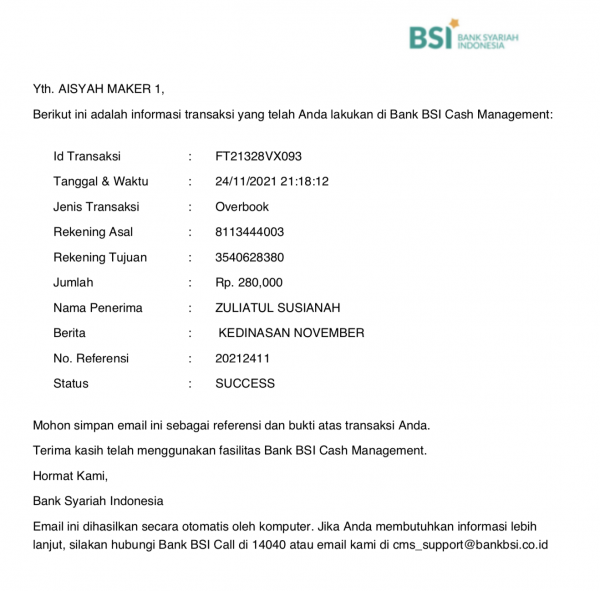 BSI BANK SYARIAH
INDONESIA
Yth. AISYAH MAKER 1,
Berikut ini adalah informasi transaksi yang telah Anda lakukan di Bank BSI Cash Management:
Id Transaksi : FT21328VX093
Tanggal & Waktu : 24/11/2021 21:18:12
Jenis Transaksi : Overbook
Rekening Asal : 8113444003
Rekening Tujuan : 3540628380
Jumlah : Rp. 280,000
Nama Penerima : ZULIATUL SUSIANAH
Berita : KEDINASAN NOVEMBER
No. Referensi : 20212411
Status : SUCCESS
Mohon simpan email ini sebagai referensi dan bukti atas transaksi Anda.
Terima kasih telah menggunakan fasilitas Bank BSI Cash Management.
Hormat Kami,
Bank Syariah Indonesia
Email ini dihasilkan secara otomatis oleh komputer. Jika Anda membutuhkan informasi lebih
lanjut, silakan hubungi Bank BSI Call di 14040 atau email kami di cms_support@bankbsi.co.id